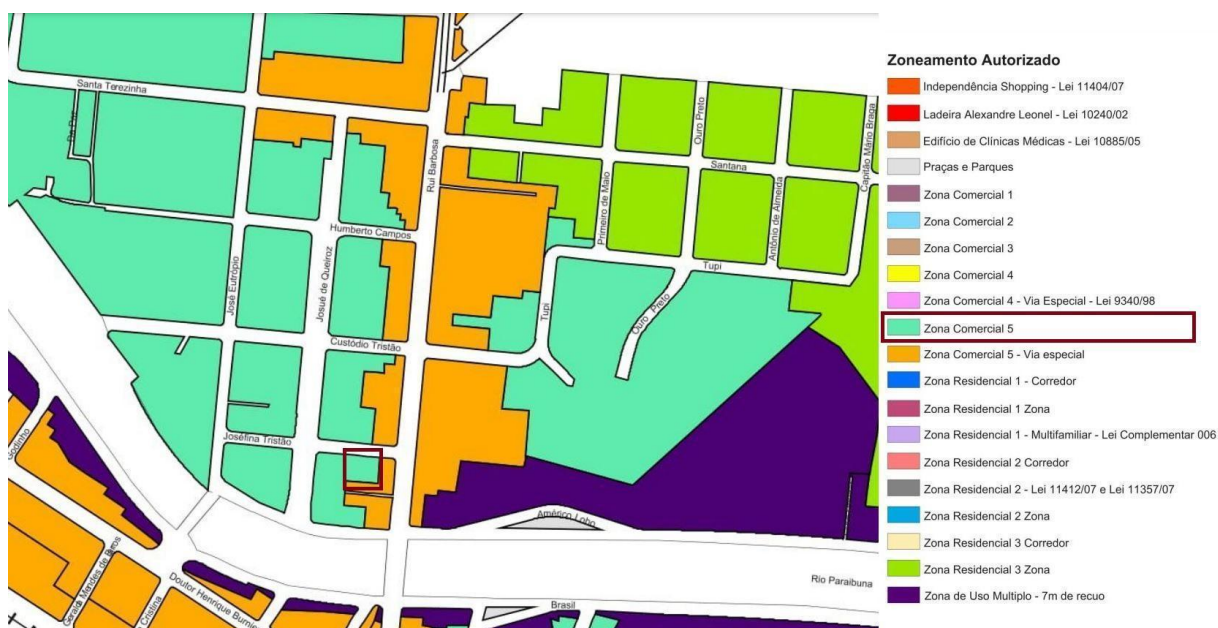 Santa Terezinha
Da Paz
Rui Barbosa
Ouro Preto
Santana
Capitão Mário Braga
Primeiro de Maio
Antônio de Almeida
Humberto Campos
Tupi
José Eutrópio
Josué de Queiroz
Tupi
Ouro Preto
Custódio Tristão
Joséfina Tristão
Godinho
Américo Lobo
Rio Paraibuna
Doutor Henrique Burnier
Brasil
Cristina
Zoneamento Autorizado
Independência Shopping - Lei 11404/07
Ladeira Alexandre Leonel - Lei 10240/02
Edifício de Clínicas Médicas - Lei 10885/05
Praças e Parques
Zona Comercial 1
Zona Comercial 2
Zona Comercial 3
Zona Comercial 4
Zona Comercial 4 - Via Especial - Lei 9340/98
Zona Comercial 5
Zona Comercial 5 - Via especial
Zona Residencial 1 - Corredor
Zona Residencial 1 Zona
Zona Residencial 1 - Multifamiliar - Lei Complementar 006
Zona Residencial 2 Corredor
Zona Residencial 2 - Lei 11412/07 e Lei 11357/07
Zona Residencial 2 Zona
Zona Residencial 3 Corredor
Zona Residencial 3 Zona
Zona de Uso Multiplo - 7m de recuo